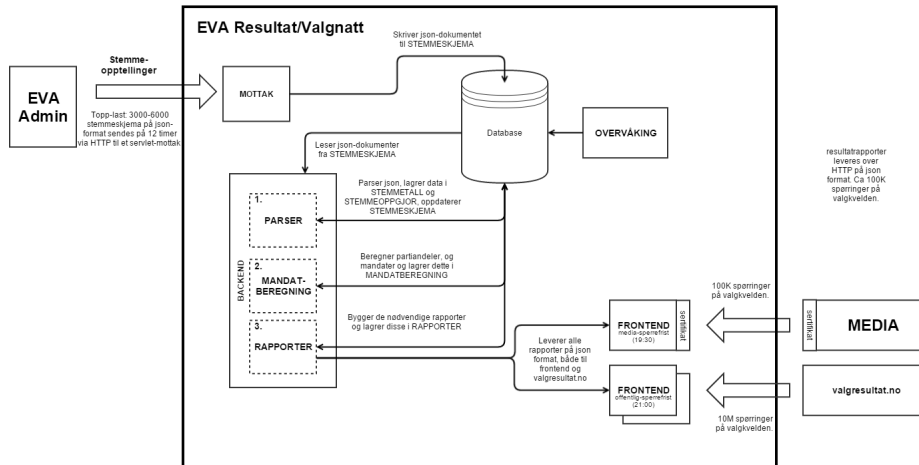 EVA Resultat/Valgnatt
Skriver json-dokumentet
til STEMMESKJEMA
Stemme-
opptellinger
EVA
Admin
MOTTAK
Topp-last: 3000-6000
stemmeskjema på json-
format sendes på 12 timer
via HTTP til et servlet-mottak
Database
OVERVÅKING
Leser json-dokumenter
fra STEMMESKJEMA
resultatrapporter
leveres over
HTTP på json
format. Ca 100K
spørringer på
valgkvelden.
BACKEND
1.
PARSER
Parser json, lagrer data i
STEMMETALL og
STEMMEOPPGJOR, oppdaterer
STEMMESKJEMA
2.
MANDAT-
BEREGNING
Beregner partiandeler, og
mandater og lagrer dette i
MANDATBEREGNING
3.
RAPPORTER
Bygger de nødvendige rapporter
og lagrer disse i RAPPORTER
Leverer alle
rapporter på json
format, både til
frontend og
valgresultat.no
FRONTEND
media-sperrefrist
(19:30)
sertifikat
100K spørringer
på valgkvelden.
sertifikat
MEDIA
FRONTEND
offentlig-sperrefrist
(21:00)
valgresultat.no
10M spørringer
på valgkvelden.